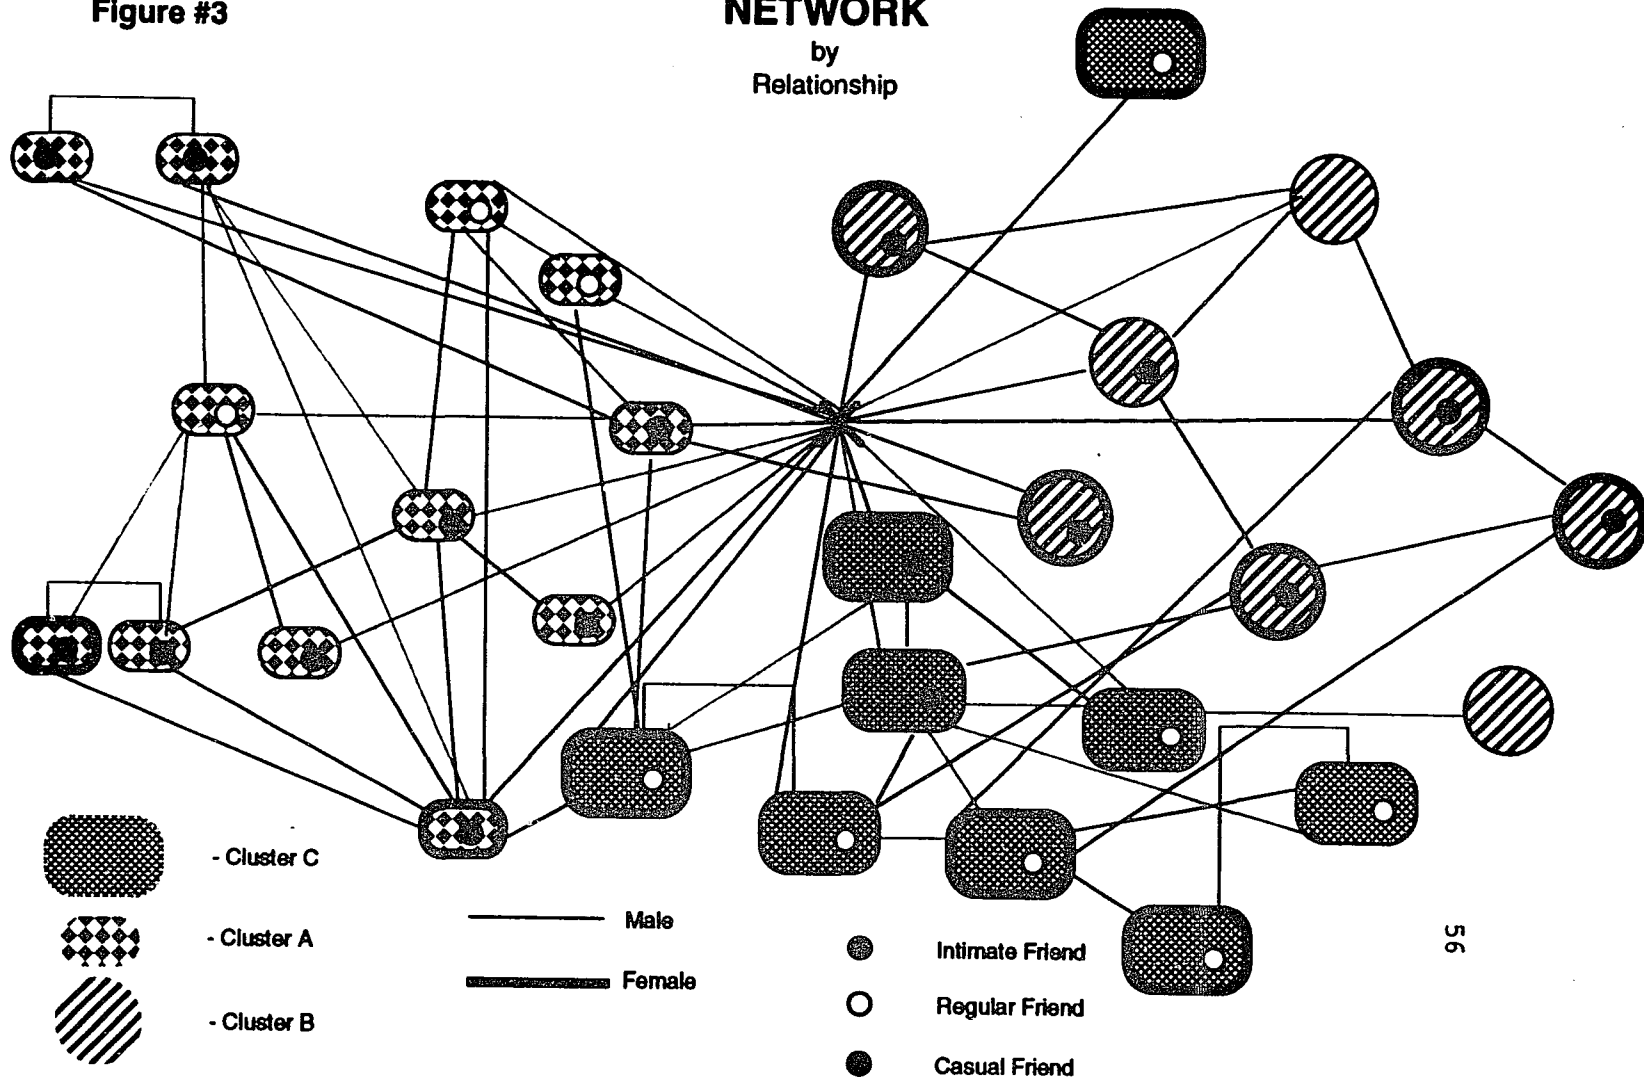 Figure #3
NETWORK
by
Relationship
- Cluster C
- Cluster A
- Cluster B
Male
Female
Intimate Friend
Regular Friend
Casual Friend
56